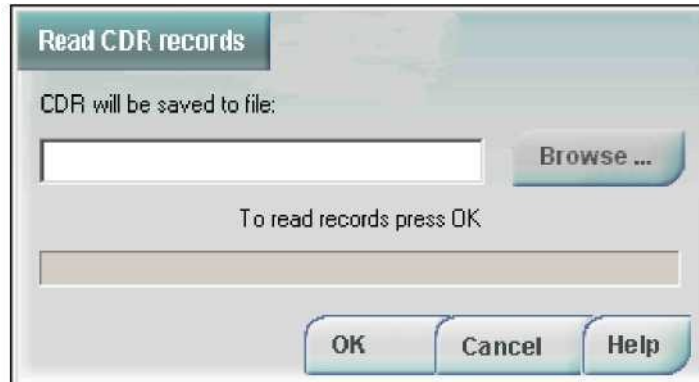 Read CDR records
CDR will be saved to file:
Browse ...
To read records press OK
OK Cancel Help